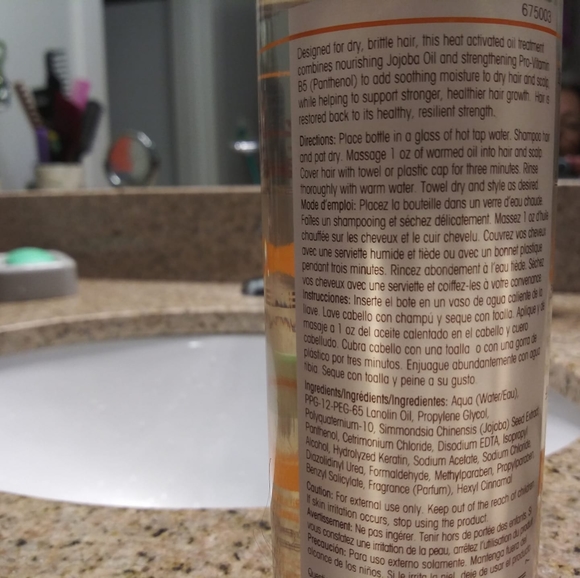 675003
Designed for dry, brittle hair, this heat activated oil treatment
combines nourishing Jojoba Oil and strengthening Pro-Vitamin
B5 (Panthenol) to add soothing moisture to dry hair and scalp,
while helping to support stronger, healthier hair growth. Hair is
restored back to its healthy, resilient strength.
Directions: Place bottle in a glass of hot tap water. Shampoo hair
and pat dry. Massage 1 oz of warmed oil into hair and scalp.
Cover hair with towel or plastic cap for three minutes. Rinse
thoroughly with warm water. Towel dry and style as desired.
Mode d'emploi: Placez la bouteille dans un verre d'eau chaude.
Faites un shampooing et séchez délicatement. Massez 1 oz d'huile
chauffée sur les cheveux et le cuir chevelu. Couvrez vos cheveux
avec une serviette humide et tiède ou avec un bonnet plastique
pendant trois minutes. Rincez abondement à l'eau tiède. Séchez
vos cheveux avec une serviette et coiffez-les à votre convenance.
Instrucciones: Inserte el bote en un vaso de agua caliente de la
llave. Lave cabello con champú y seque con toalla. Aplique y de
masaje a 1 oz del aceite calentado en el cabello y cuero
cabelludo. Cubra cabello con una toalla o con una gorra de
plástico por tres minutos. Enjuague abundantemente con agua
tibia. Seque con toalla y peine a su gusto.
Ingredients/Ingrédients/Ingredientes: Aqua (Water/Eau),
PPG-12-PEG-65 Lanolin Oil, Propylene Glycol,
Polyquaternium-10, Simmondsia Chinensis (Jojoba) Seed Extract,
Panthenol, Cetrimonium Chloride, Disodium EDTA, Isopropyl
Alcohol, Hydrolyzed Keratin, Sodium Acetate, Sodium Chloride,
Diazolidinyl Urea, Formaldehyde, Methylparaben, Propylparaben,
Benzyl Salicylate, Fragrance (Parfum), Hexyl Cinnamal
Caution: For external use only. Keep out of the reach of children.
If skin irritation occurs, stop using the product.
Avertissement: Ne pas ingérer. Tenir hors de portée des enfants. Si
vous constatez une irritation de la peau, arrêtez l'utilisation du produit.
Precaución: Para uso externo solamente. Mantenga fuera de
alcance de los niños. Si le irrita la piel, deje de usar el producto.